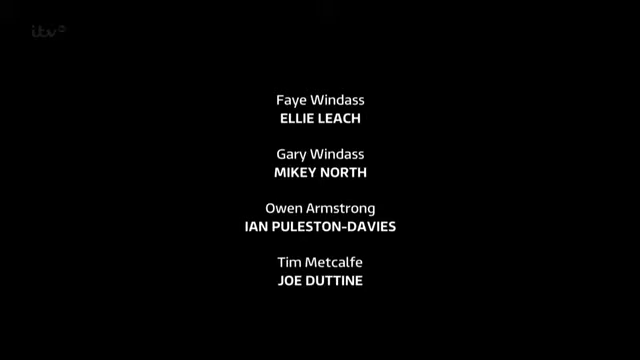 itv
Faye Windass
ELLIE LEACH
Gary Windass
MIKEY NORTH
Owen Armstrong
IAN PULESTON-DAVIES
Tim Metcalfe
JOE DUTTINE